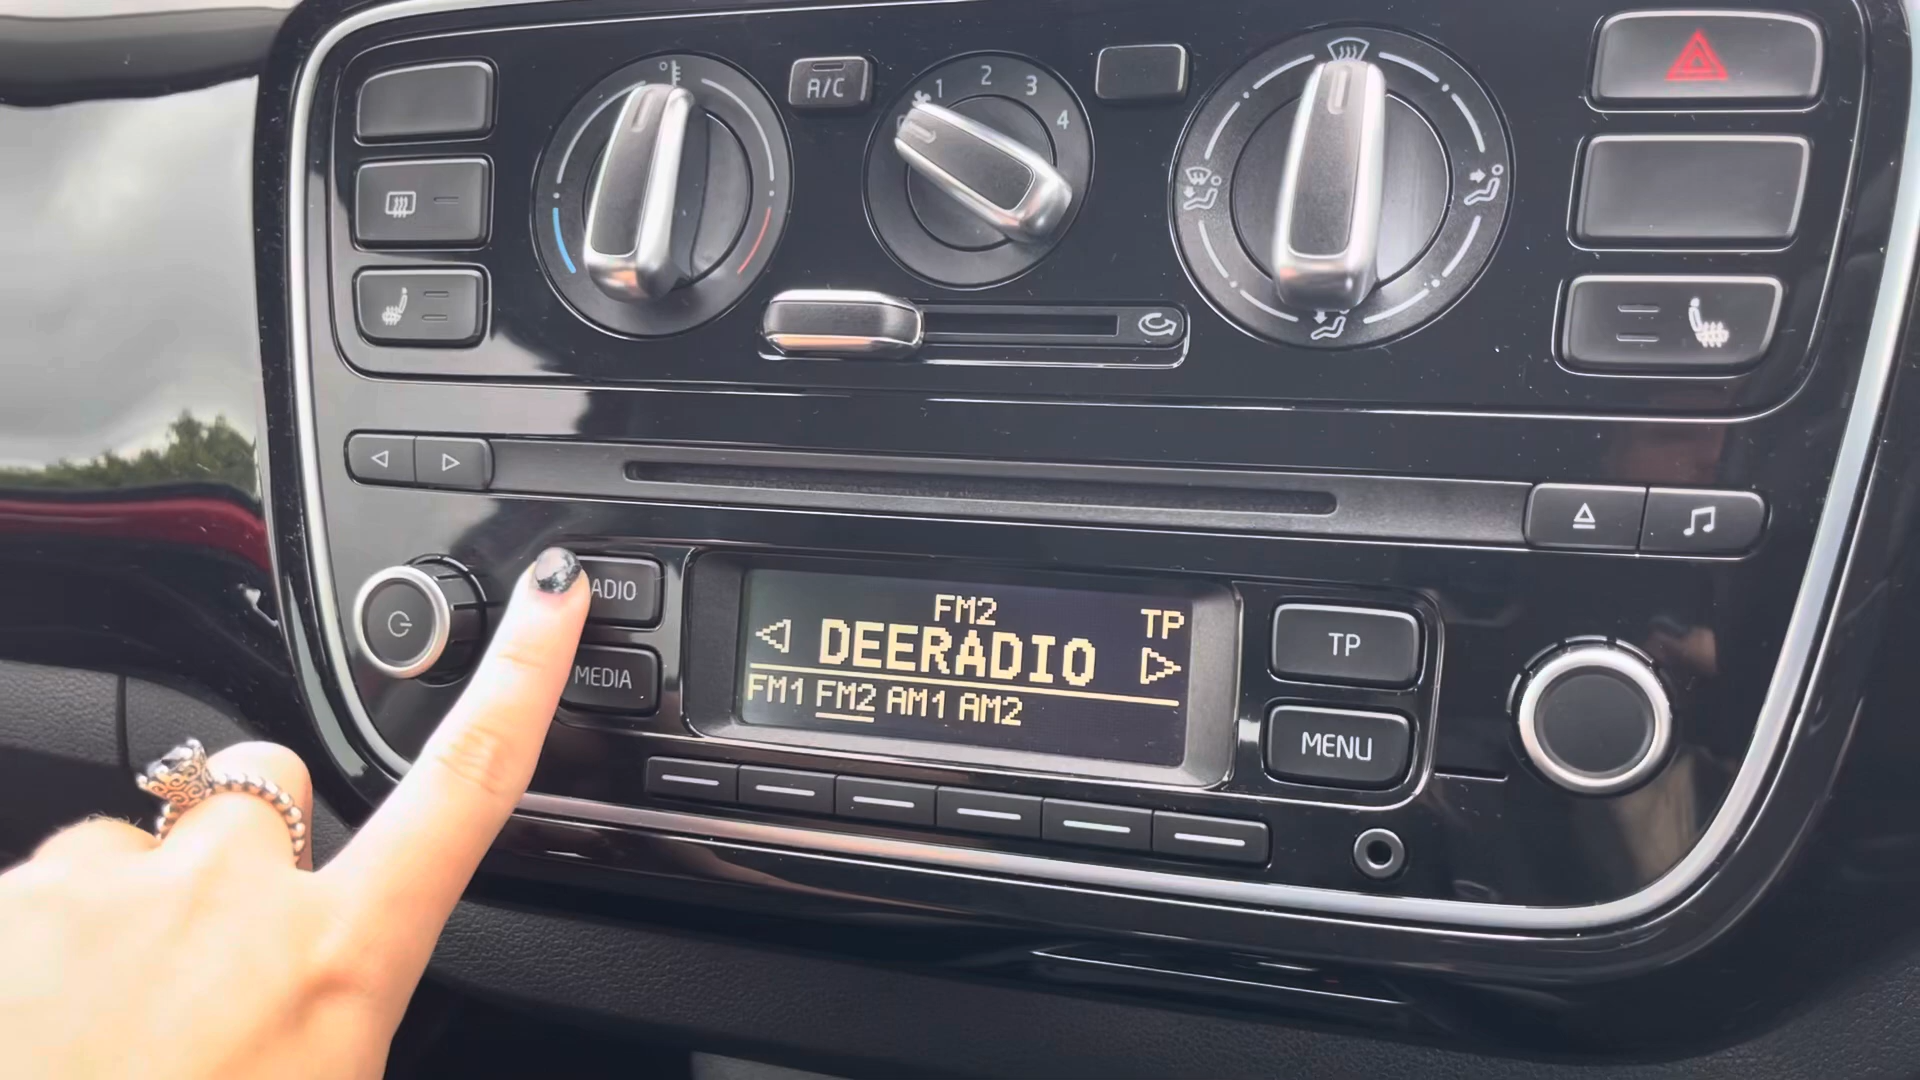 A/C
1 2 3 4
ADIO
MEDIA
FM2
TP
DEERADIO
FM1 FM2 AM1 AM2
TP
MENU